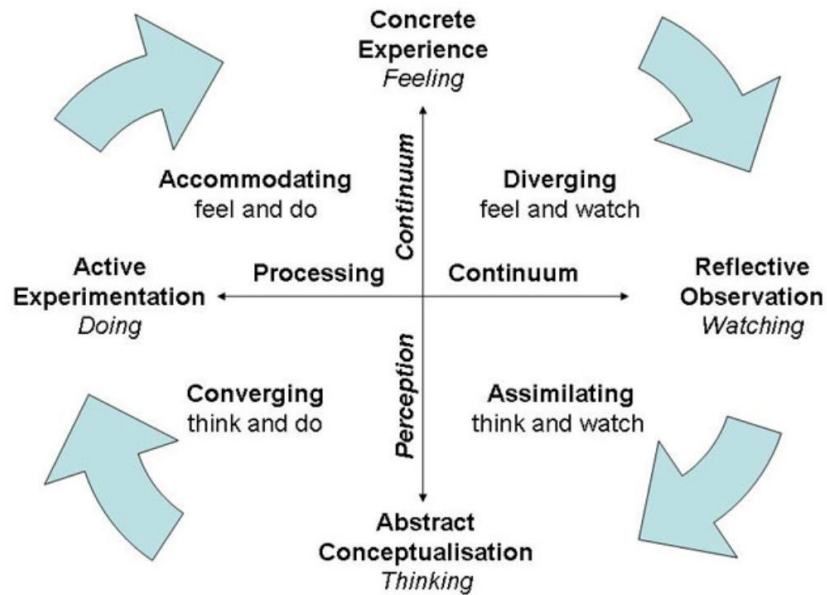 Concrete
Experience
Feeling
Continuum
Accommodating
feel and do
Diverging
feel and watch
Active
Experimentation
Doing
Processing
Continuum
Reflective
Observation
Watching
Converging
think and do
Perception
Assimilating
think and watch
Abstract
Conceptualisation
Thinking